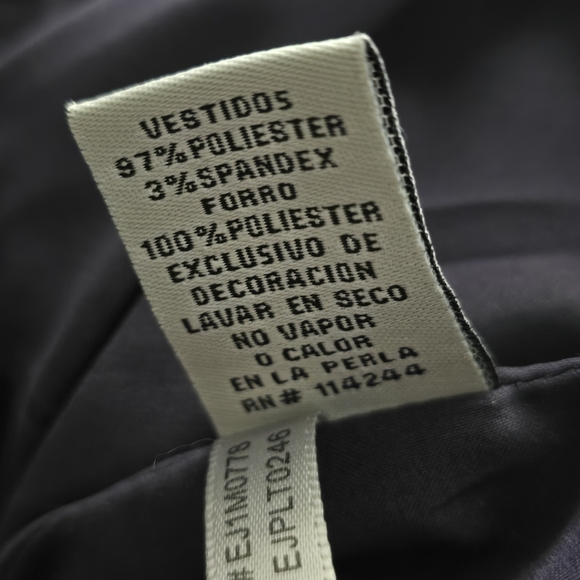 VESTIDOS
97%POLIESTER
3%SPANDEX
FORRO
100%POLIESTER
EXCLUSIVO DE
DECORACION
LAVAR EN SECO
NO VAPOR
O CALOR
EN LA PERLA
RN# 114244
#EJ1M0778
EJPLT0246